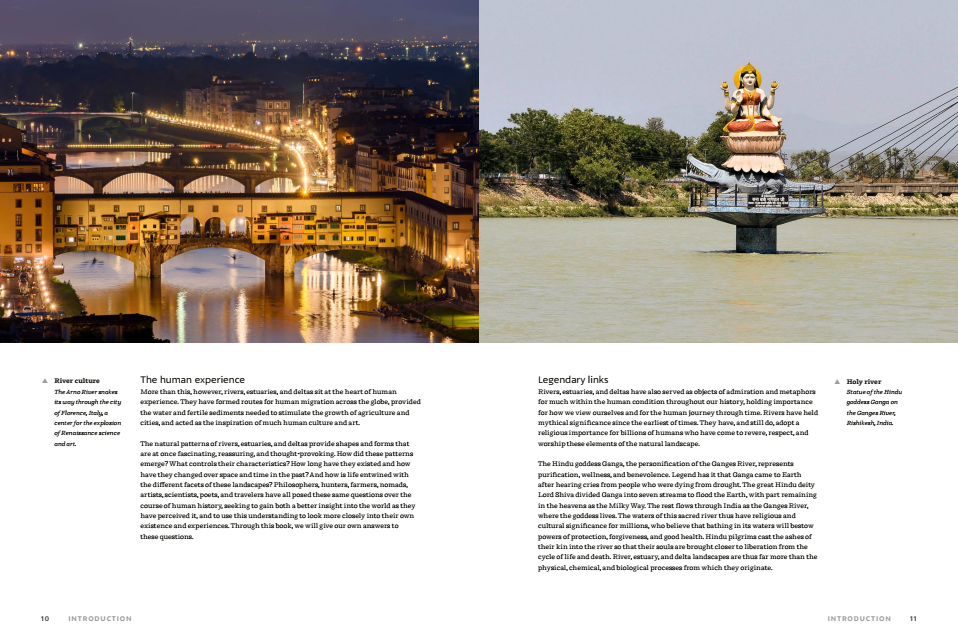 River culture
The Arno River snakes
its way through the city
of Florence, Italy, a
center for the explosion
of Renaissance science
and art.
The human experience
More than this, however, rivers, estuaries, and deltas sit at the heart of human
experience. They have formed routes for human migration across the globe, provided
the water and fertile sediments needed to stimulate the growth of agriculture and
cities, and acted as the inspiration of much human culture and art.
The natural patterns of rivers, estuaries, and deltas provide shapes and forms that
are at once fascinating, reassuring, and thought-provoking. How did these patterns
emerge? What controls their characteristics? How long have they existed and how
have they changed over space and time in the past? And how is life entwined with
the different facets of these landscapes? Philosophers, hunters, farmers, nomads,
artists, scientists, poets, and travelers have all posed these same questions over the
course of human history, seeking to gain both a better insight into the world as they
have perceived it, and to use this understanding to look more closely into their own
existence and experiences. Through this book, we will give our own answers to
these questions.
10 INTRODUCTION
Legendary links
Rivers, estuaries, and deltas have also served as objects of admiration and metaphors
for much within the human condition throughout our history, holding importance
for how we view ourselves and for the human journey through time. Rivers have held
mythical significance since the earliest of times. They have, and still do, adopt a
religious importance for billions of humans who have come to revere, respect, and
worship these elements of the natural landscape.
The Hindu goddess Ganga, the personification of the Ganges River, represents
purification, wellness, and benevolence. Legend has it that Ganga came to Earth
after hearing cries from people who were dying from drought. The great Hindu deity
Lord Shiva divided Ganga into seven streams to flood the Earth, with part remaining
in the heavens as the Milky Way. The rest flows through India as the Ganges River,
where the goddess lives. The waters of this sacred river thus have religious and
cultural significance for millions, who believe that bathing in its waters will bestow
powers of protection, forgiveness, and good health. Hindu pilgrims cast the ashes of
their kin into the river so that their souls are brought closer to liberation from the
cycle of life and death. River, estuary, and delta landscapes are thus far more than the
physical, chemical, and biological processes from which they originate.
Holy river
Statue of the Hindu
goddess Ganga on
the Ganges River,
Rishikesh, India.
INTRODUCTION 11